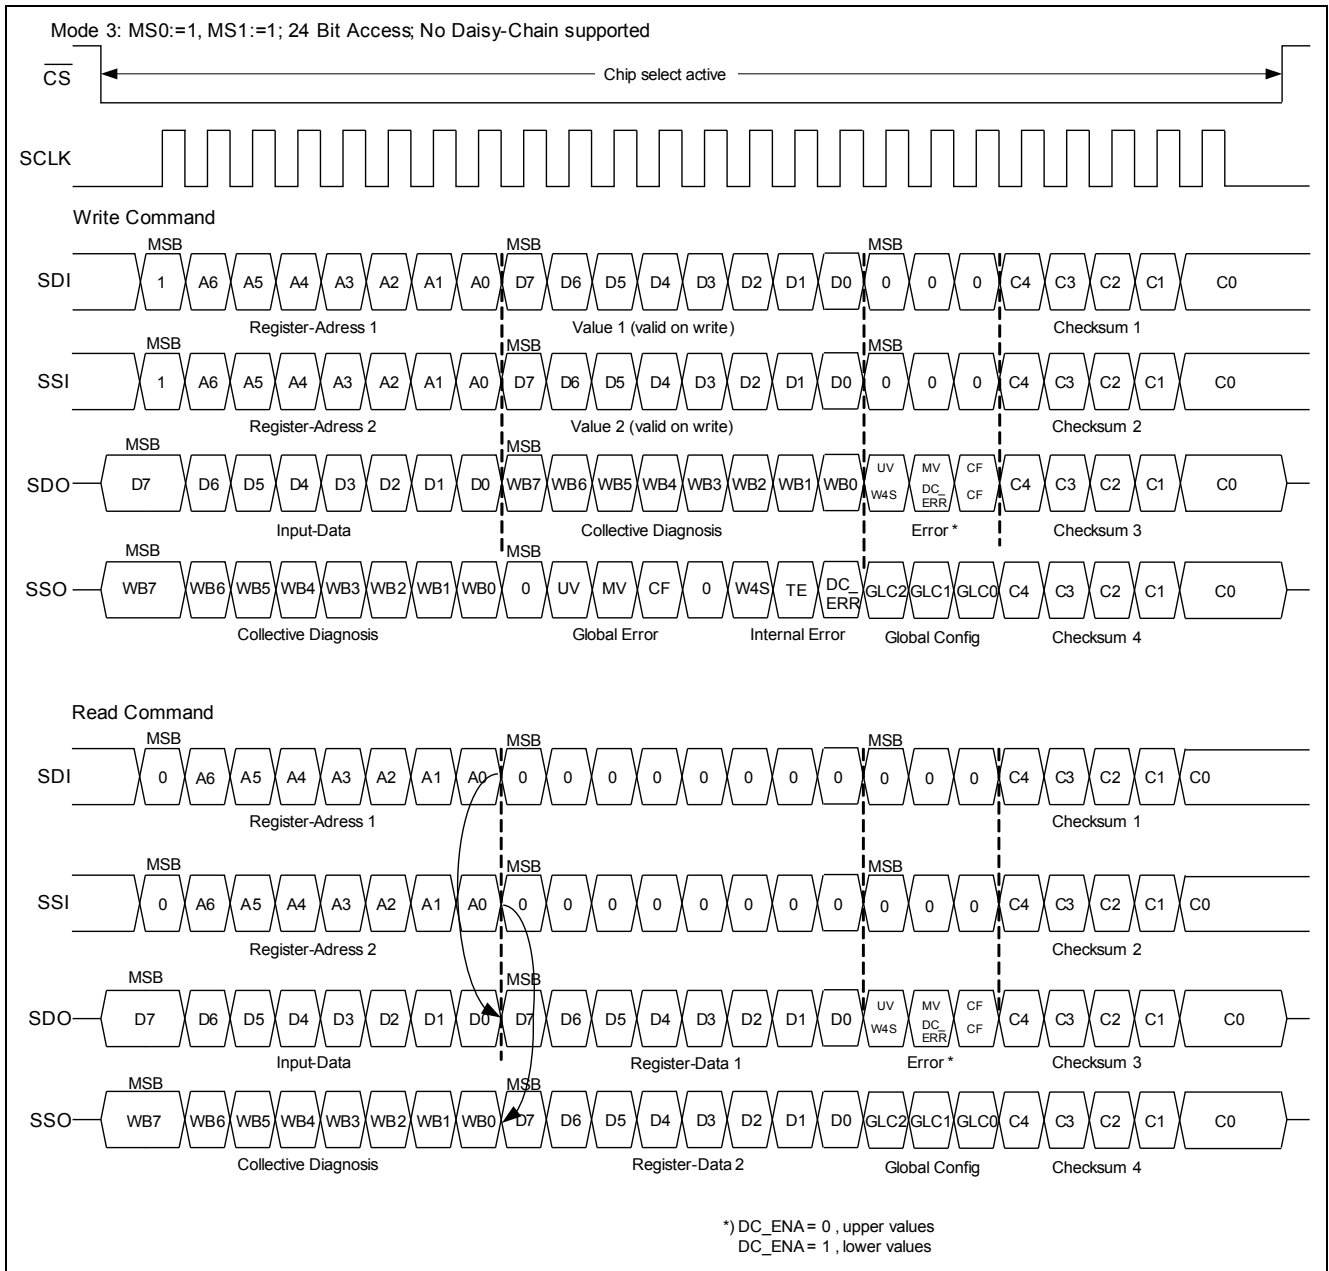 Mode 3: MS0:=1, MS1:=1; 24 Bit Access; No Daisy-Chain supported
CS
Chip select active
SCLK
Write Command
MSB MSB MSB
SDI 1 A6 A5 A4 A3 A2 A1 A0 D7 D6 D5 D4 D3 D2 D1 D0 0 0 0 C4 C3 C2 C1 C0
Register-Adress 1 Value 1 (valid on write) Checksum 1
MSB MSB MSB
SSI 1 A6 A5 A4 A3 A2 A1 A0 D7 D6 D5 D4 D3 D2 D1 D0 0 0 0 C4 C3 C2 C1 C0
Register-Adress 2 Value 2 (valid on write) Checksum 2
MSB MSB
UV MV CF
SDO D7 D6 D5 D4 D3 D2 D1 D0 WB7 WB6 WB5 WB4 WB3 WB2 WB1 WB0 C4 C3 C2 C1 C0
W4S DC_ERR CF
Input-Data Collective Diagnosis Error * Checksum 3
MSB MSB
SSO WB7 WB6 WB5 WB4 WB3 WB2 WB1 WB0 0 UV MV CF 0 W4S TE DC_ERR GLC2 GLC1 GLC0 C4 C3 C2 C1 C0
Collective Diagnosis Global Error Internal Error Global Config Checksum 4
Read Command
MSB MSB MSB
SDI 0 A6 A5 A4 A3 A2 A1 A0 0 0 0 0 0 0 0 0 0 0 0 C4 C3 C2 C1 C0
Register-Adress 1 Checksum 1
MSB MSB MSB
SSI 0 A6 A5 A4 A3 A2 A1 A0 0 0 0 0 0 0 0 0 0 0 0 C4 C3 C2 C1 C0
Register-Adress 2 Checksum 2
MSB MSB
UV MV CF
SDO D7 D6 D5 D4 D3 D2 D1 D0 D7 D6 D5 D4 D3 D2 D1 D0 C4 C3 C2 C1 C0
W4S DC_ERR CF
Input-Data Register-Data 1 Error * Checksum 3
MSB MSB
SSO WB7 WB6 WB5 WB4 WB3 WB2 WB1 WB0 D7 D6 D5 D4 D3 D2 D1 D0 GLC2 GLC1 GLC0 C4 C3 C2 C1 C0
Collective Diagnosis Register-Data 2 Global Config Checksum 4
*) DC_ENA = 0 , upper values
DC_ENA = 1 , lower values